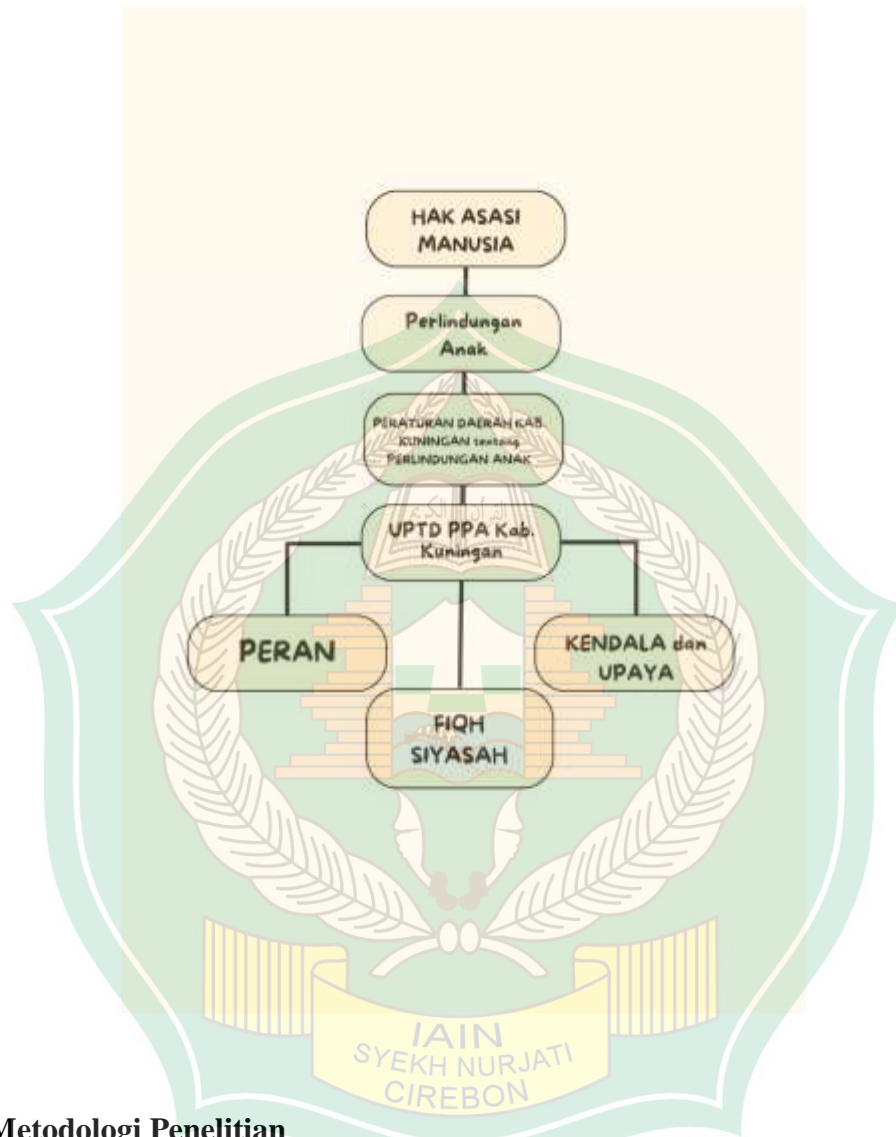 HAK ASASI
MANUSIA
Perlindungan
Anak
PERATURAN DAERAH KAB.
KUNINGAN tentang
PERLINDUNGAN ANAK
UPTD PPA Kab.
Kuningan
PERAN
KENDALA dan
UPAYA
FIQH
SIYASAH
IAIN
SYEKH NURJATI
CIREBON
Metodologi Penelitian